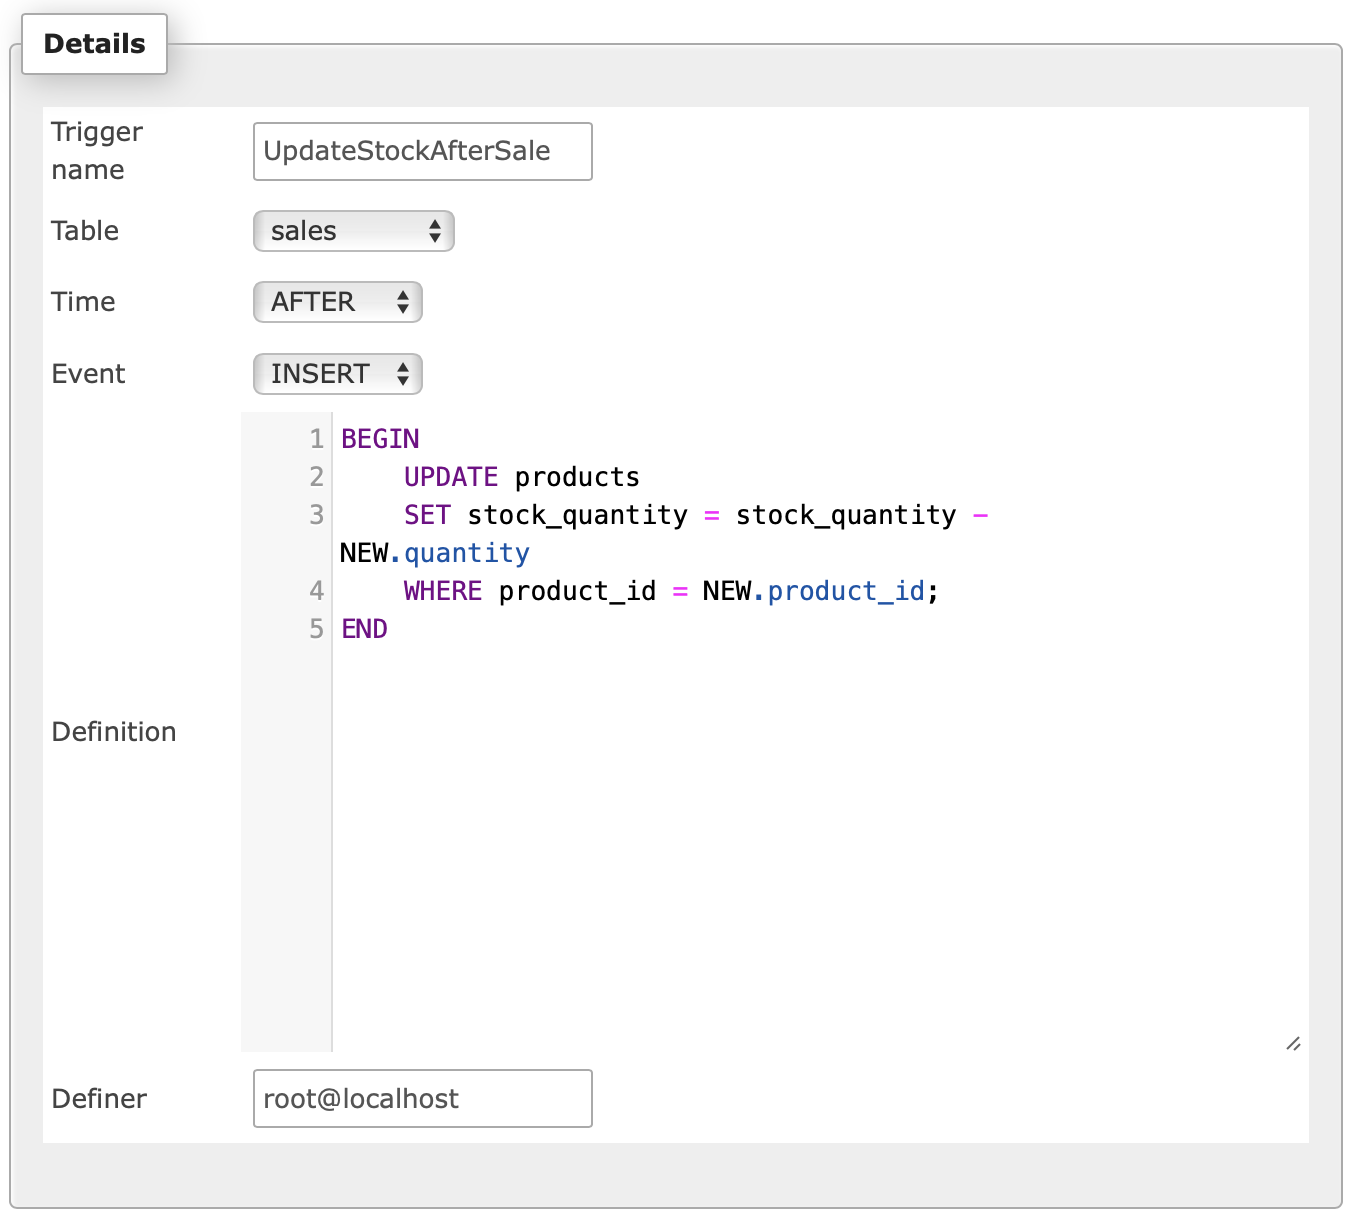 Details
Trigger
name
UpdateStockAfterSale
Table
sales
Time
AFTER
Event
INSERT
Definition
1 BEGIN
2     UPDATE products
3     SET stock_quantity = stock_quantity -
NEW.quantity
4     WHERE product_id = NEW.product_id;
5 END
Definer
root@localhost